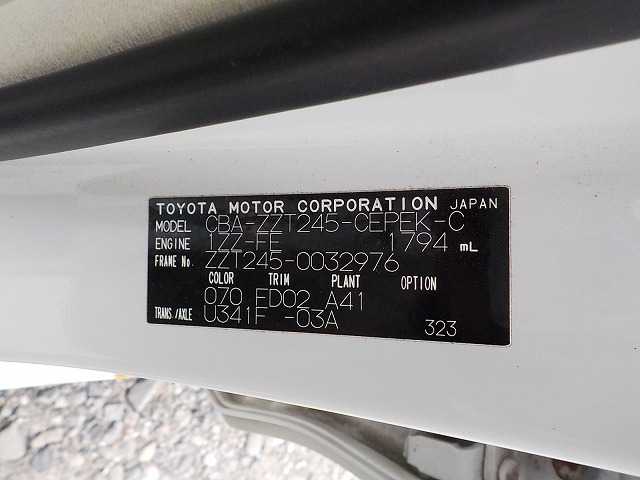 TOYOTA MOTOR CORPORATION JAPAN
MODEL CBA-ZZT245-CEPEK-C
ENGINE 1ZZ-FE 1794 mL
FRAME No. ZZT245-0032976
COLOR TRIM PLANT OPTION
070 FD02 A41
TRANS./AXLE U341F -03A 323